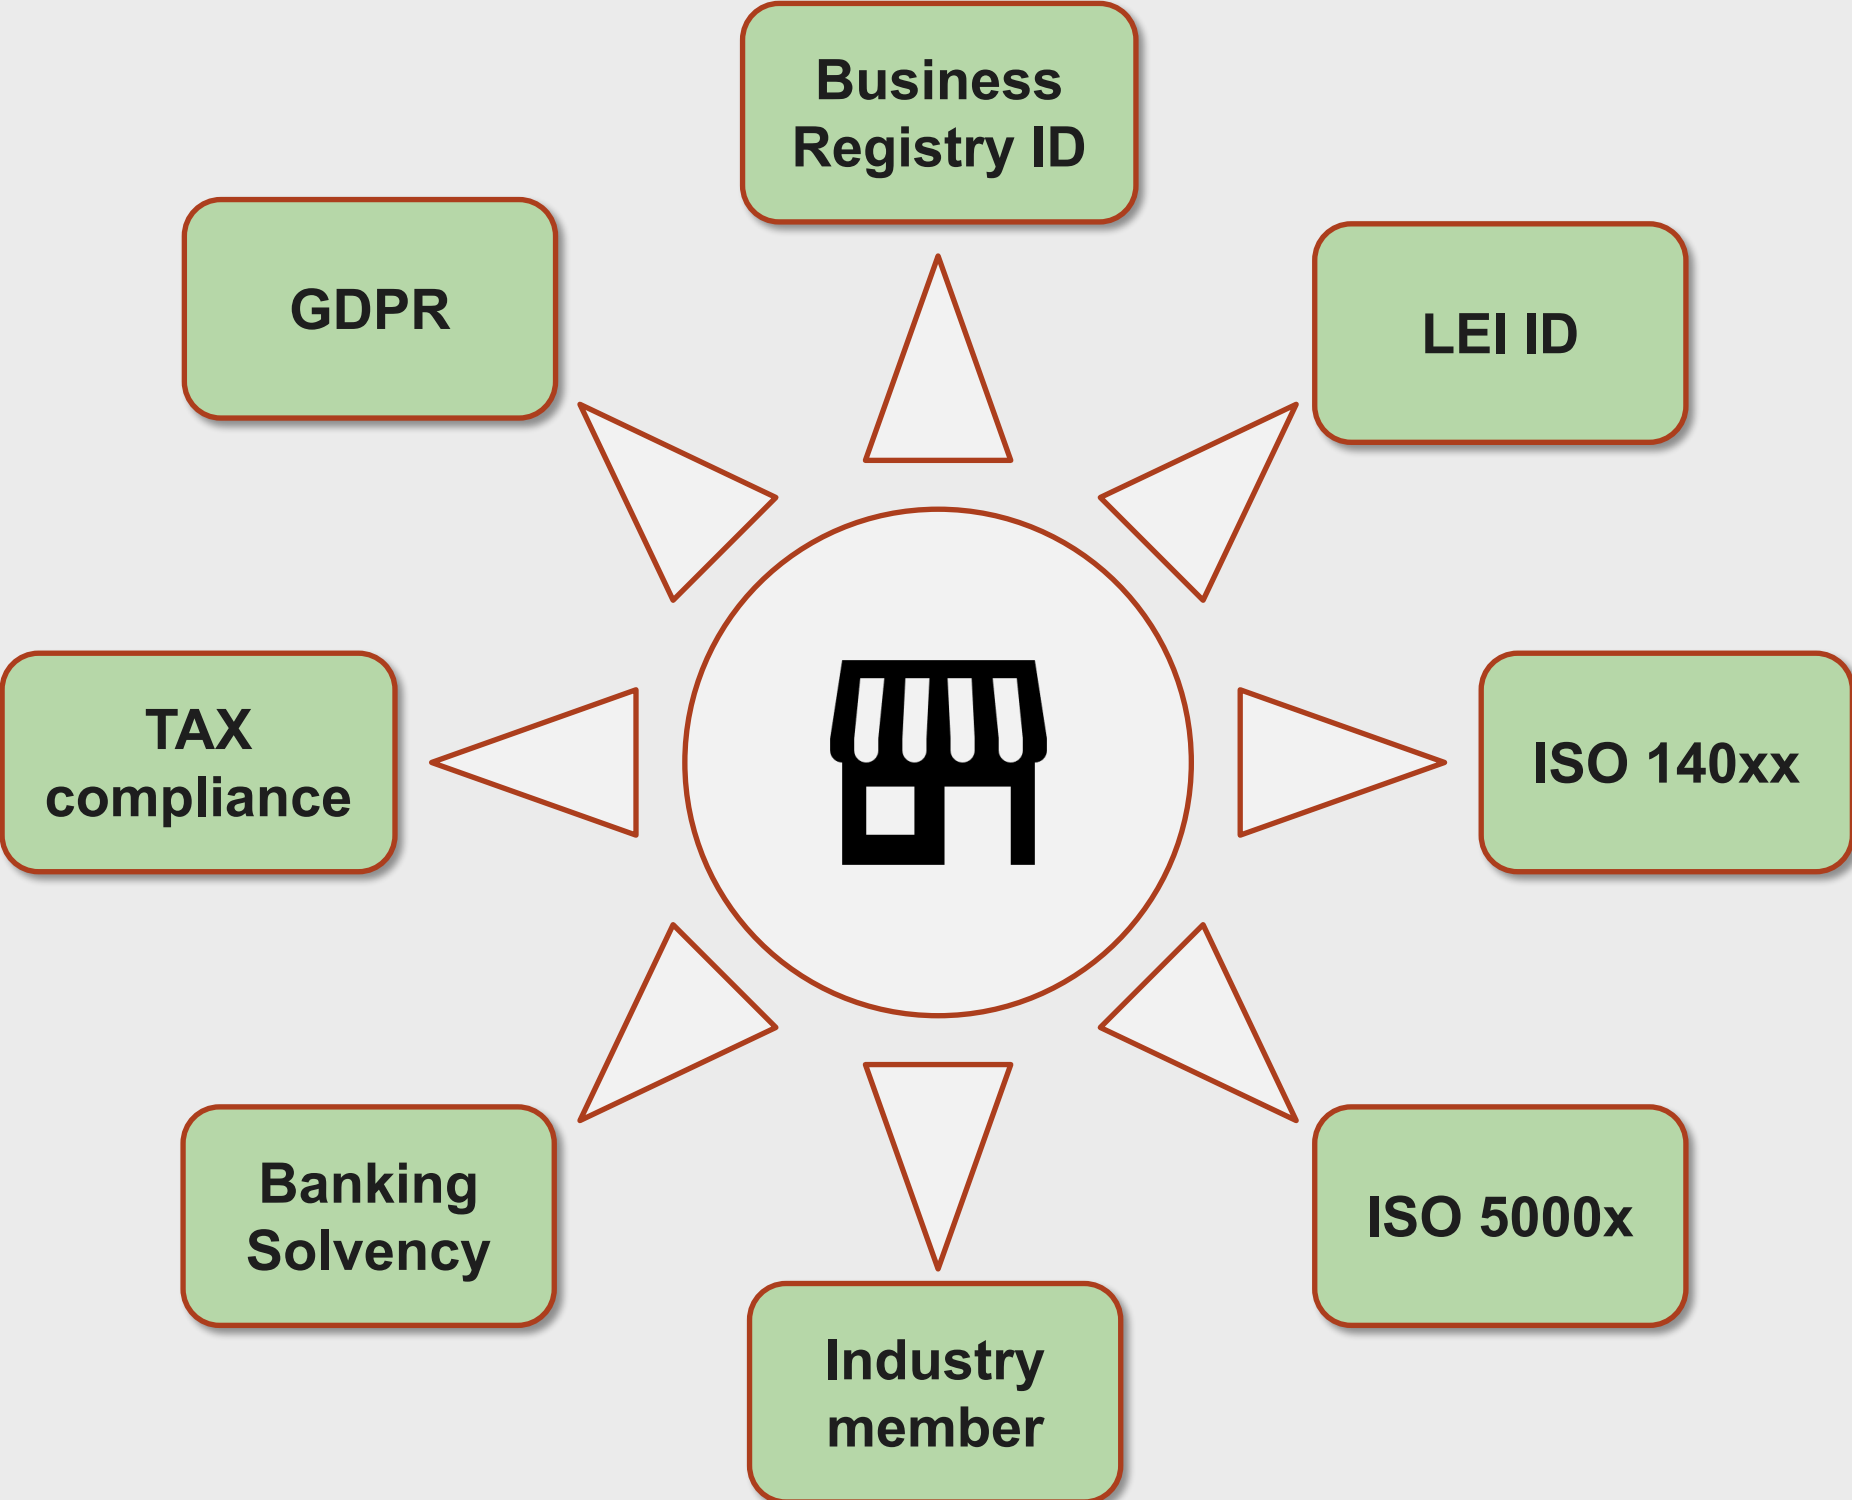 Business
Registry ID
GDPR
LEI ID
TAX
compliance
ISO 140xx
Banking
Solvency
ISO 5000x
Industry
member